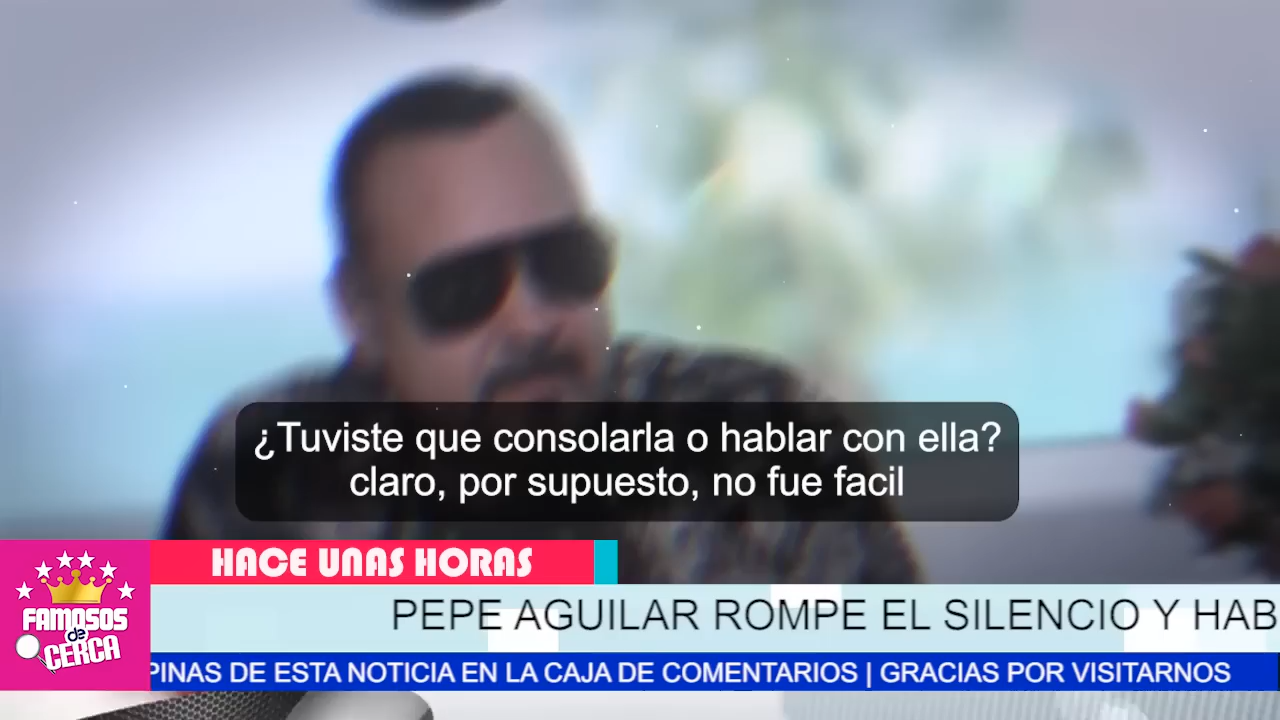 ¿Tuviste que consolarla o hablar con ella?
claro, por supuesto, no fue facil
HACE UNAS HORAS
FAMOSOS
de
CERCA
PEPE AGUILAR ROMPE EL SILENCIO Y HAB
PINAS DE ESTA NOTICIA EN LA CAJA DE COMENTARIOS | GRACIAS POR VISITARNOS